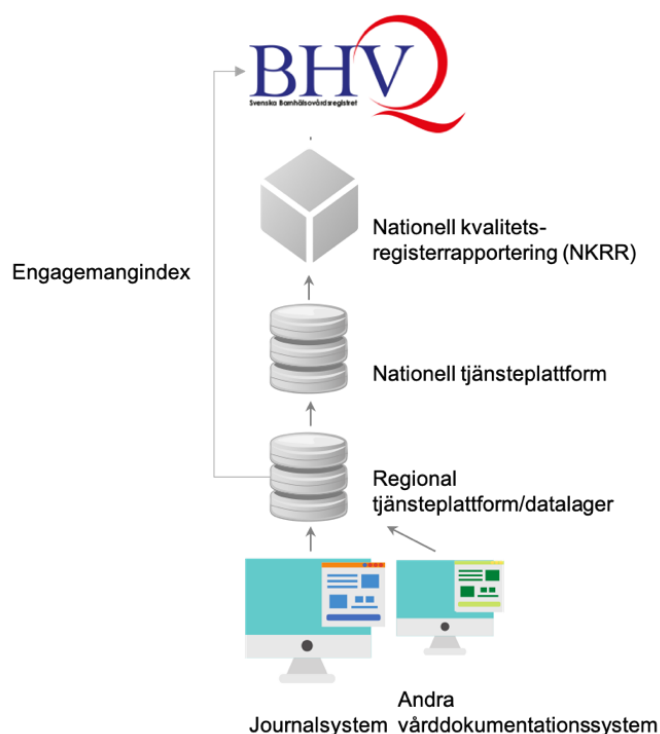 BHV
Svenska Barnhälsovårdsregistret
Nationell kvalitets-
registerrapportering (NKRR)
Engagemangindex
Nationell tjänsteplattform
Regional
tjänsteplattform/datalager
Andra
Journalsystem vårddokumentationssystem